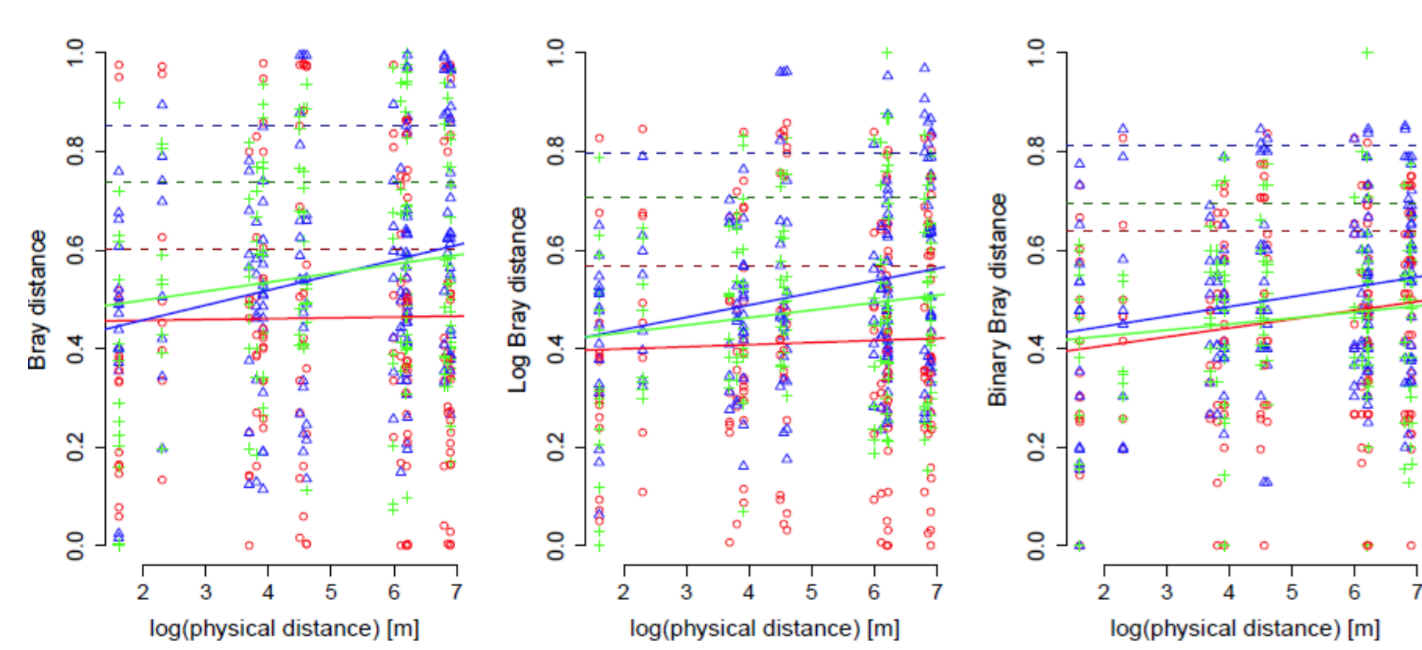 Bray distance
0.0 0.2 0.4 0.6 0.8 1.0
2 3 4 5 6 7
log(physical distance) [m]
Log Bray distance
0.0 0.2 0.4 0.6 0.8 1.0
2 3 4 5 6 7
log(physical distance) [m]
Binary Bray distance
0.0 0.2 0.4 0.6 0.8 1.0
2 3 4 5 6 7
log(physical distance) [m]